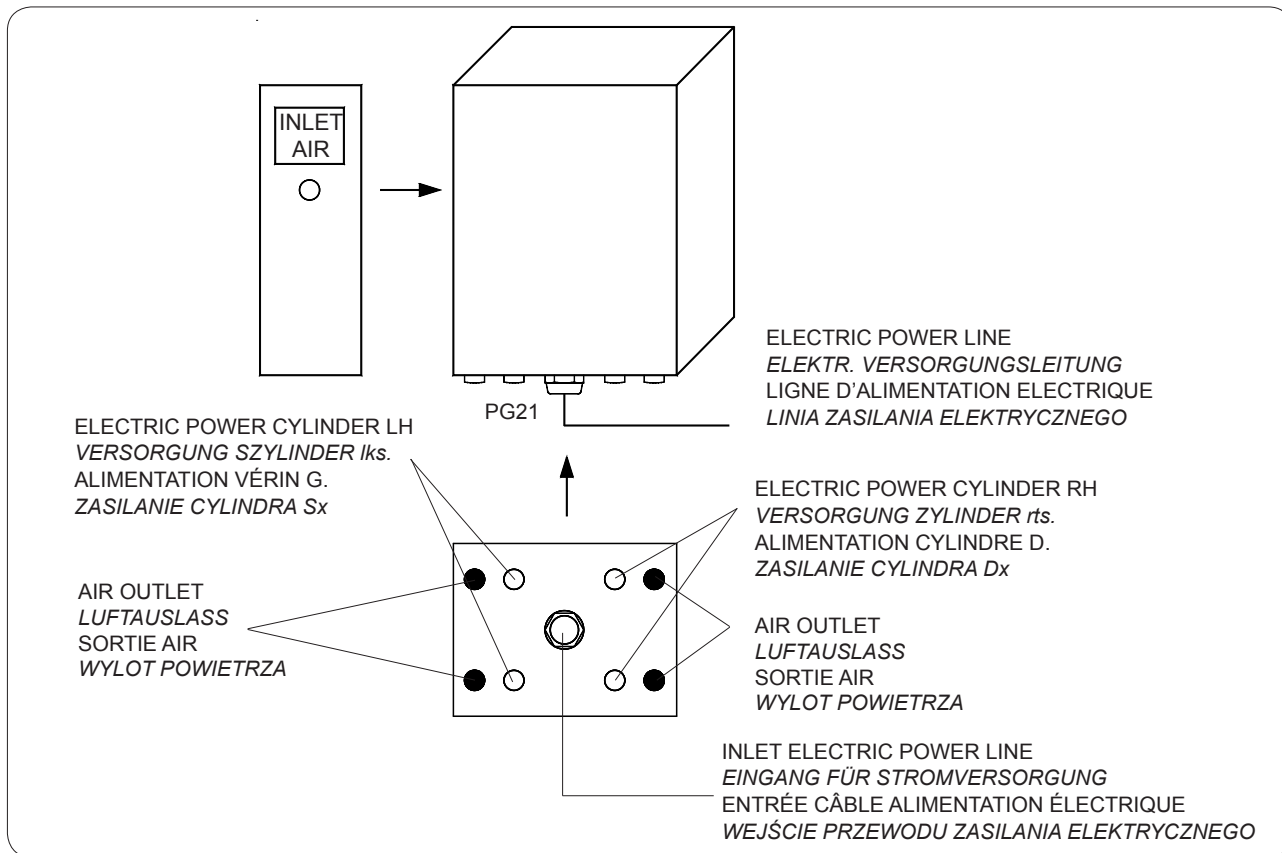 INLET
AIR
ELECTRIC POWER LINE
ELEKTR. VERSORGUNGSLEITUNG
LIGNE D’ALIMENTATION ELECTRIQUE
LINIA ZASILANIA ELEKTRYCZNEGO
PG21
ELECTRIC POWER CYLINDER LH
VERSORGUNG SZYLINDER lks.
ALIMENTATION VÉRIN G.
ZASILANIE CYLINDRA Sx
ELECTRIC POWER CYLINDER RH
VERSORGUNG ZYLINDER rts.
ALIMENTATION CYLINDRE D.
ZASILANIE CYLINDRA Dx
AIR OUTLET
LUFTAUSLASS
SORTIE AIR
WYLOT POWIETRZA
AIR OUTLET
LUFTAUSLASS
SORTIE AIR
WYLOT POWIETRZA
INLET ELECTRIC POWER LINE
EINGANG FÜR STROMVERSORGUNG
ENTRÉE CÂBLE ALIMENTATION ÉLECTRIQUE
WEJŚCIE PRZEWODU ZASILANIA ELEKTRYCZNEGO